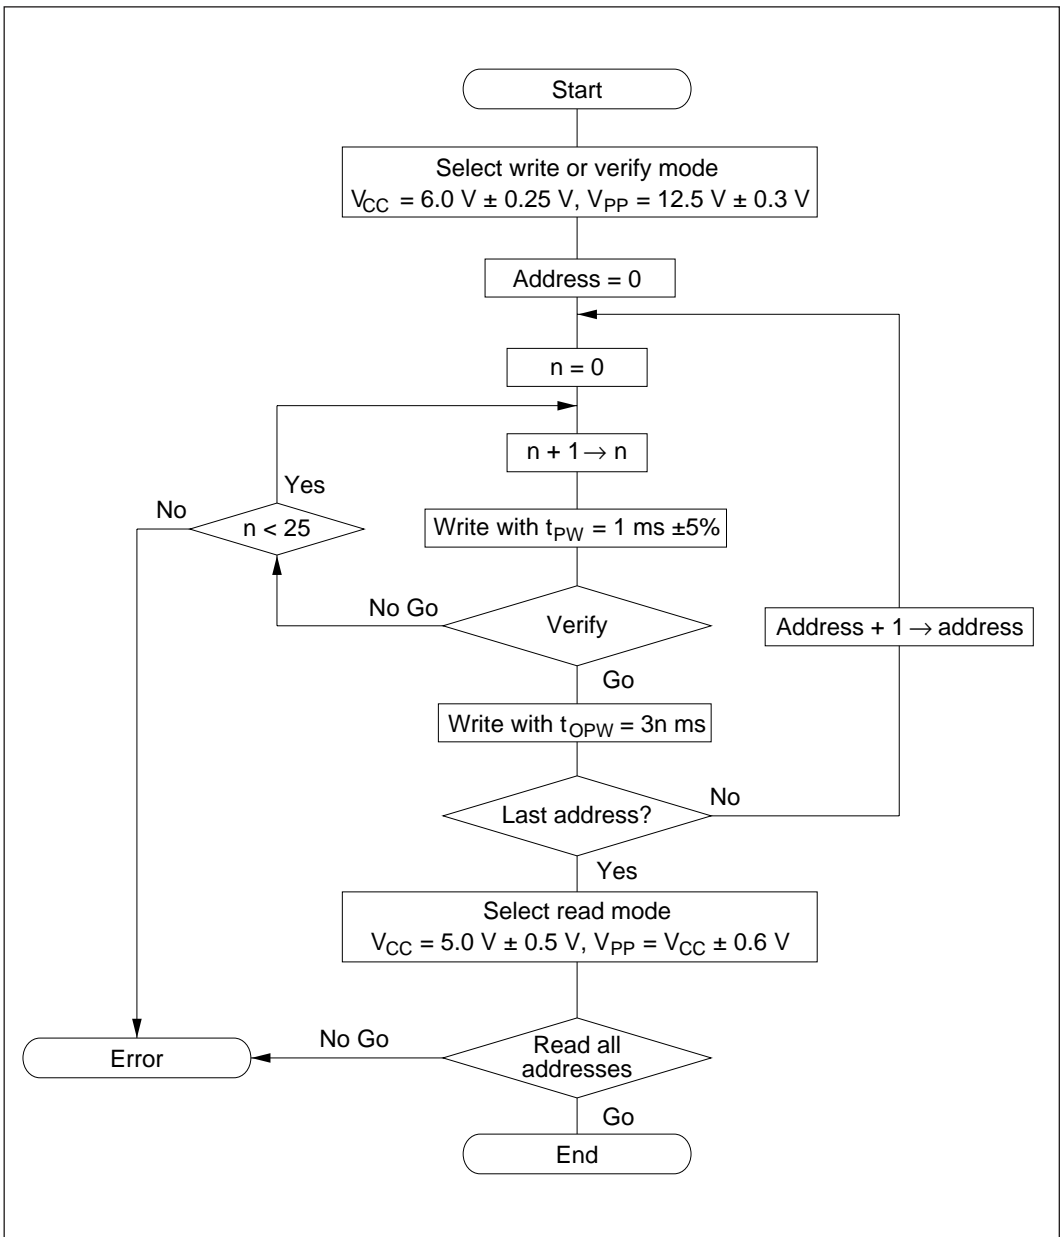 Start
Select write or verify mode
VCC = 6.0 V ± 0.25 V, VPP = 12.5 V ± 0.3 V
Address = 0
n = 0
n + 1 → n
Yes
No
n < 25
Write with tPW = 1 ms ±5%
No Go
Verify
Address + 1 → address
Go
Write with tOPW = 3n ms
Last address?
No
Yes
Select read mode
VCC = 5.0 V ± 0.5 V, VPP = VCC ± 0.6 V
Error
No Go
Read all
addresses
Go
End